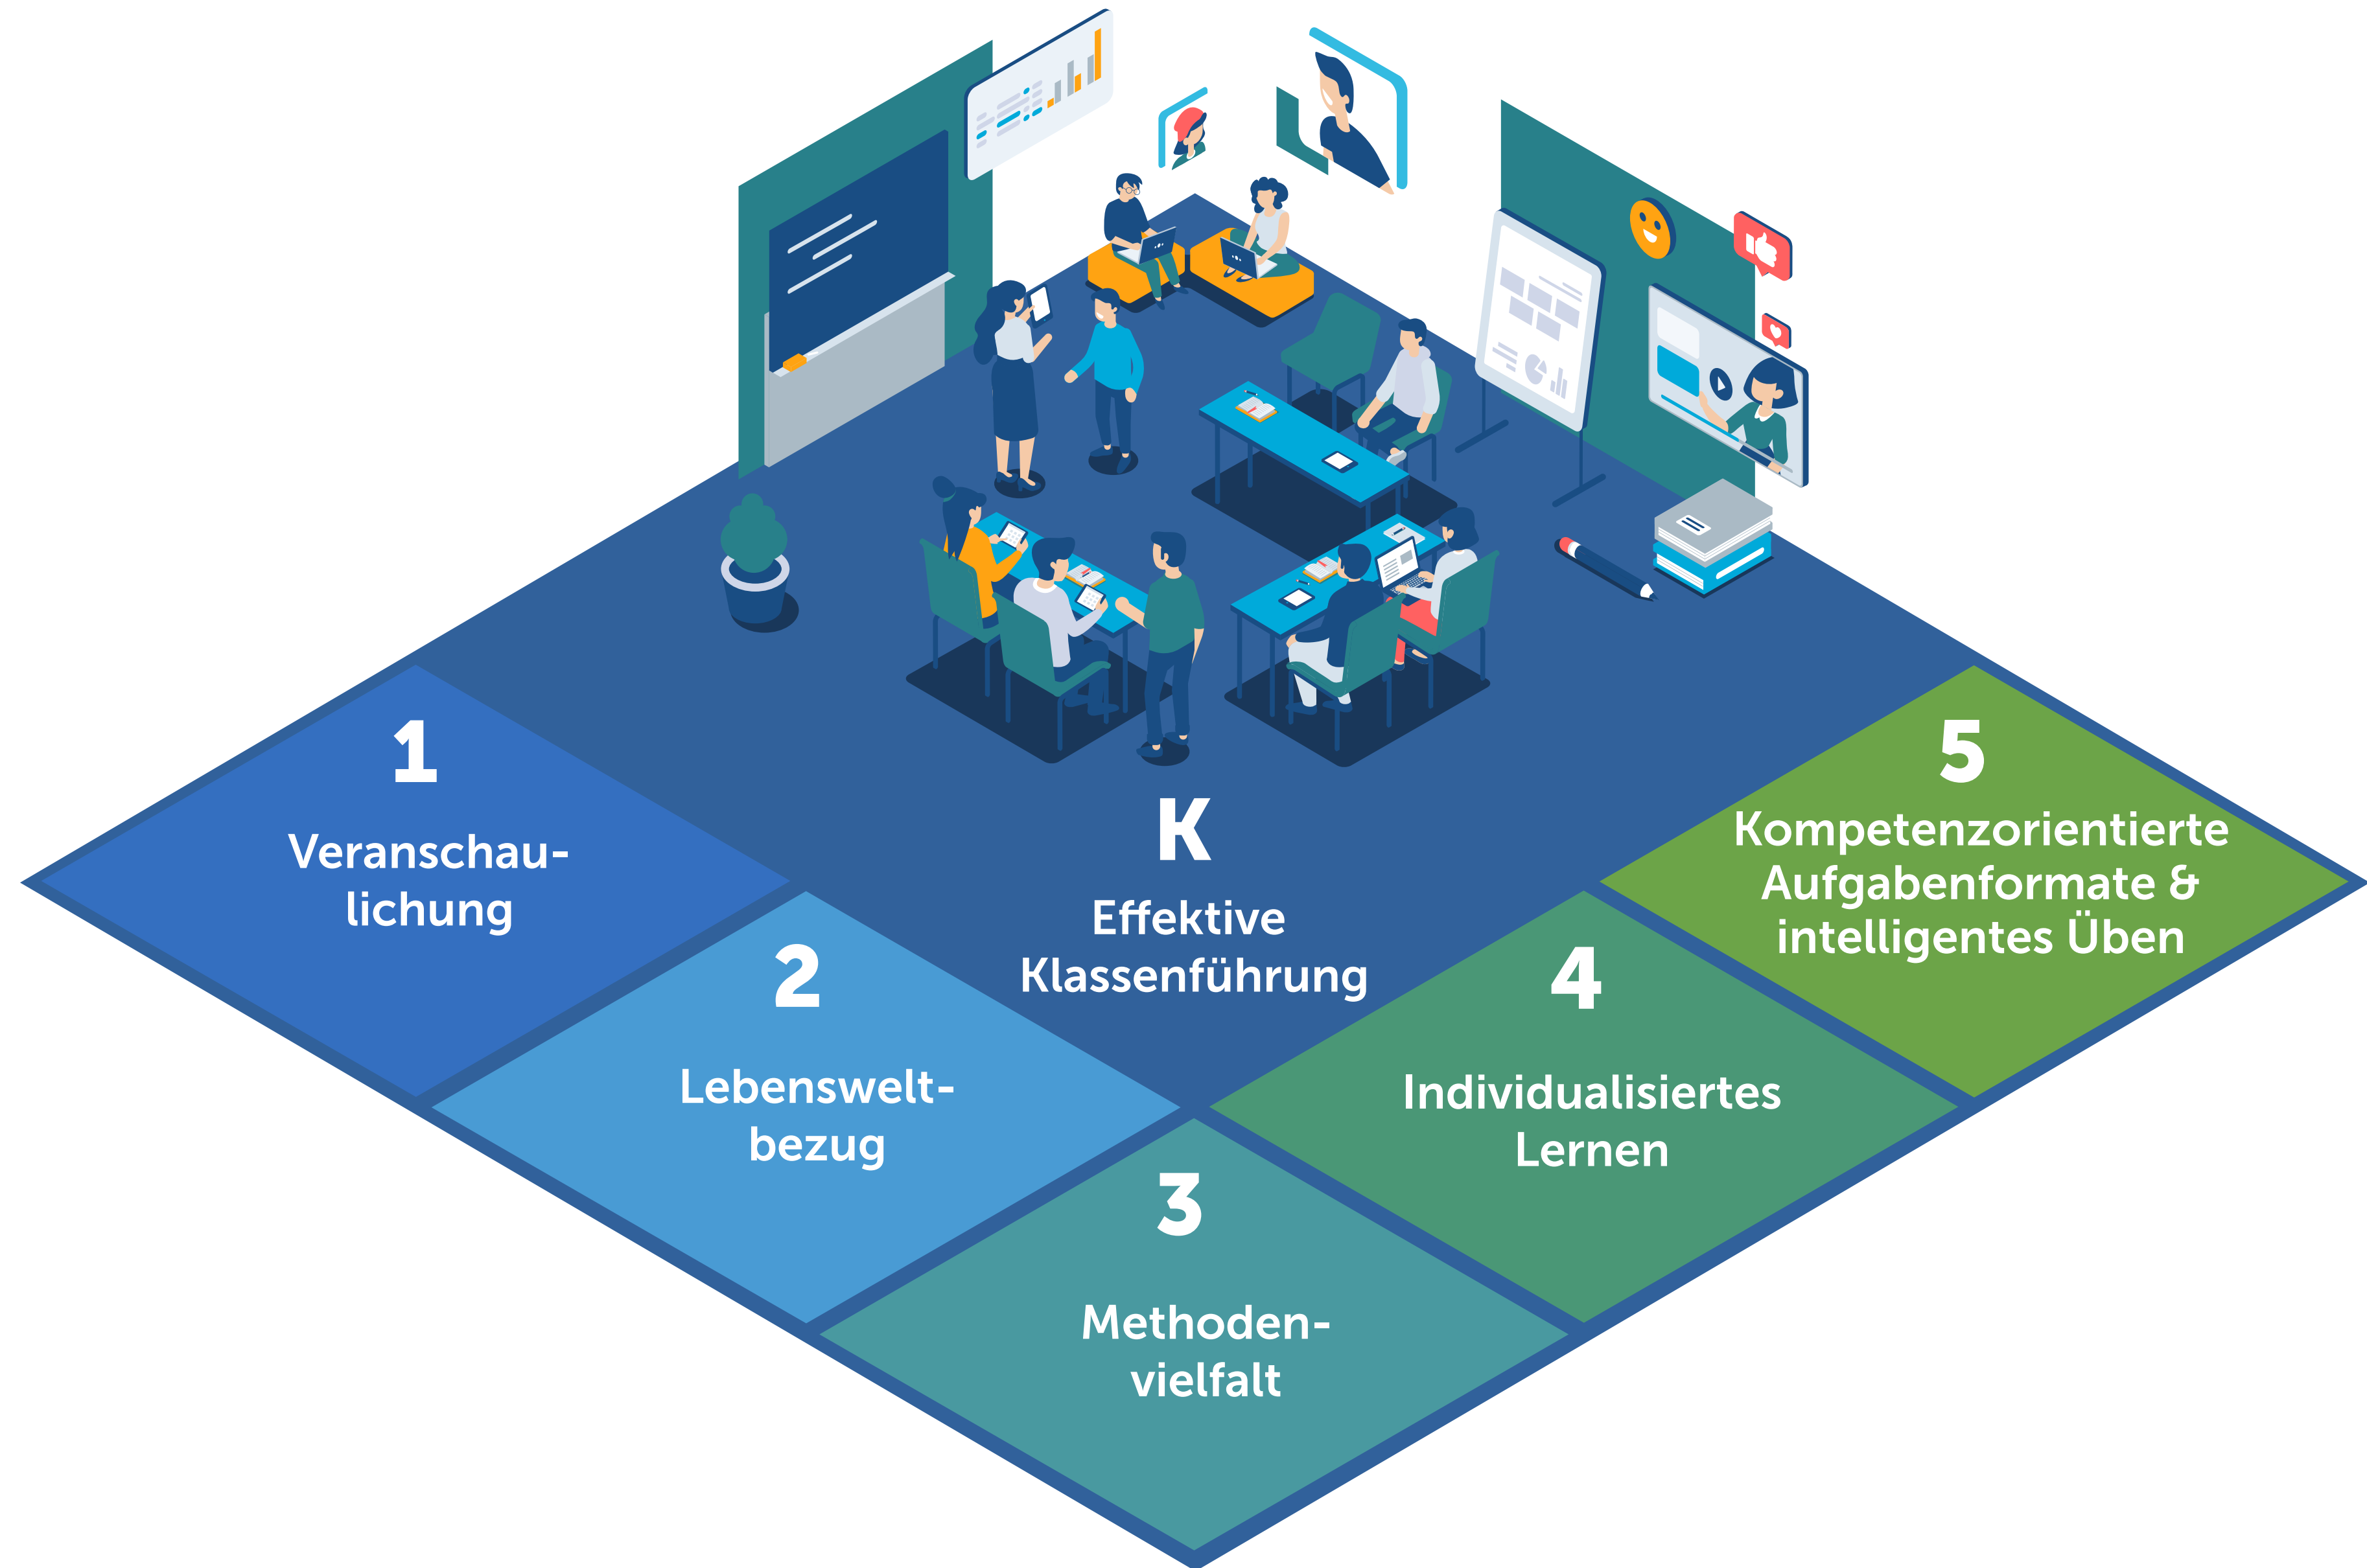 1
Veranschau-
lichung
2
Lebenswelt-
bezug
K
Effektive
Klassenführung
3
Methoden-
vielfalt
4
Individualisiertes
Lernen
5
Kompetenzorientierte
Aufgabenformate &
intelligentes Üben